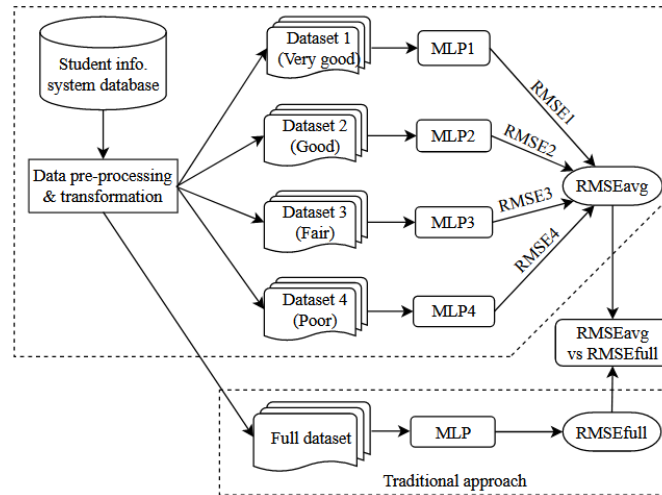 Student info.
system database
Data pre-processing
& transformation
Dataset 1
(Very good)
MLP1
RMSE1
Dataset 2
(Good)
MLP2
RMSE2
RMSEavg
Dataset 3
(Fair)
MLP3
RMSE3
Dataset 4
(Poor)
MLP4
RMSE4
RMSEavg
vs RMSEfull
Full dataset
MLP
RMSEfull
Traditional approach